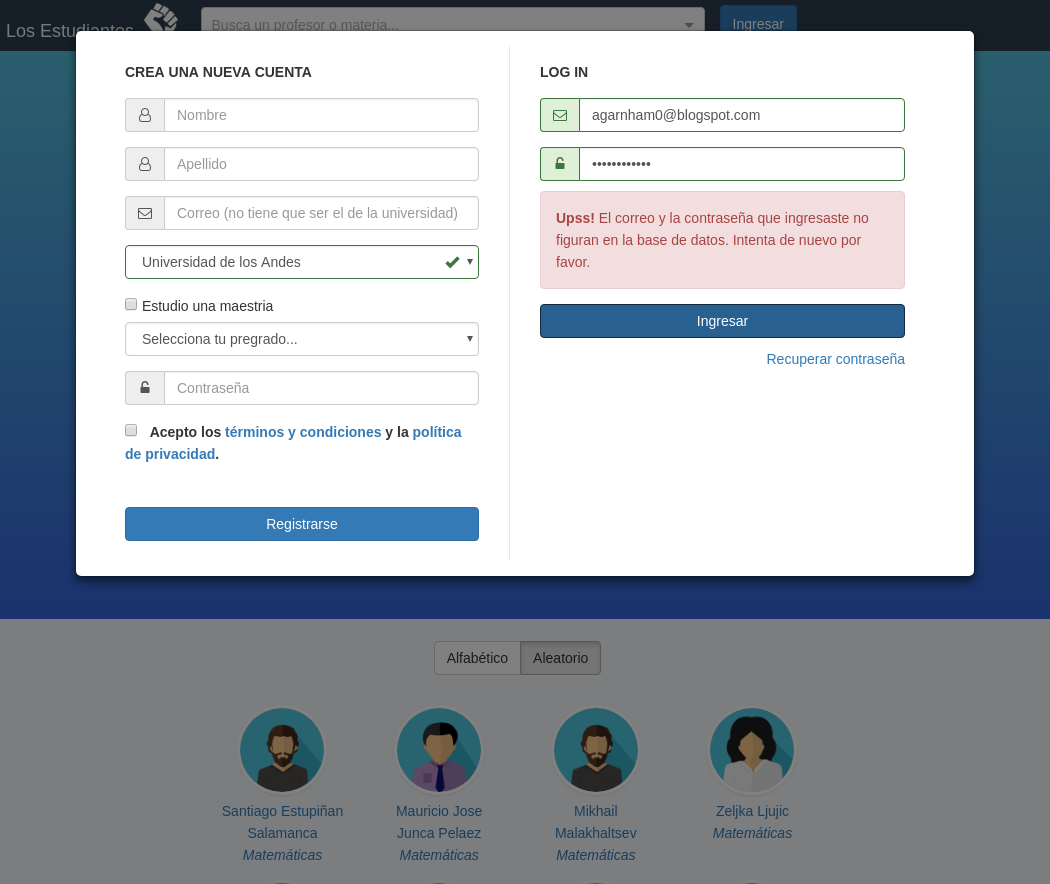 Los Estudiantes
Busca un profesor o materia...
Ingresar
CREA UNA NUEVA CUENTA
Nombre
Apellido
Correo (no tiene que ser el de la universidad)
Universidad de los Andes
Estudio una maestria
Selecciona tu pregrado...
Contraseña
Acepto los términos y condiciones y la política
de privacidad.
Registrarse
LOG IN
agarnham0@blogspot.com
••••••••••••
Upss! El correo y la contraseña que ingresaste no
figuran en la base de datos. Intenta de nuevo por
favor.
Ingresar
Recuperar contraseña
Alfabético
Aleatorio
Santiago Estupiñan
Salamanca
Matemáticas
Mauricio Jose
Junca Pelaez
Matemáticas
Mikhail
Malakhaltsev
Matemáticas
Zeljka Ljujic
Matemáticas